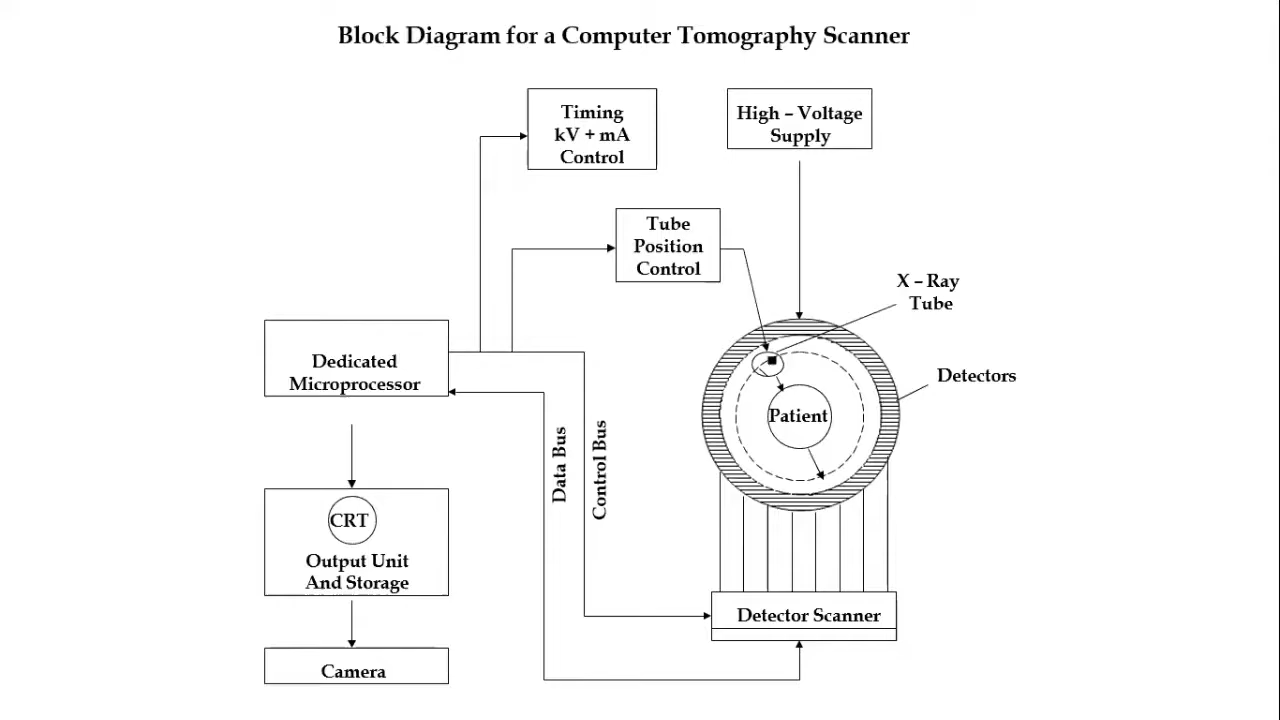 Block Diagram for a Computer Tomography Scanner
Timing
kV + mA
Control
High – Voltage
Supply
Tube
Position
Control
X – Ray
Tube
Dedicated
Microprocessor
Detectors
Patient
Data Bus
Control Bus
CRT
Output Unit
And Storage
Detector Scanner
Camera